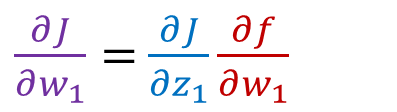 ∂J/∂w₁ = ∂J/∂z₁ ∂f/∂w₁